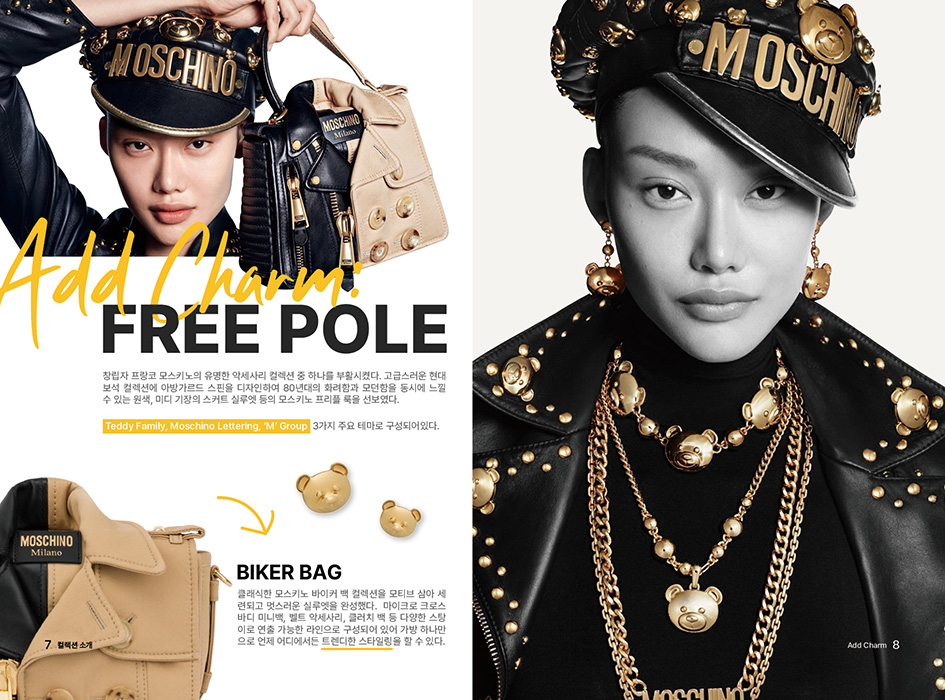 MOSCHINO
MOSCHINO
Milano
Add Charm:
FREE POLE
창립자 프랑코 모스키노의 유명한 악세사리 컬렉션 중 하나를 부활시켰다. 고급스러운 현대
보석 컬렉션에 아방가르드 스핀을 디자인하여 80년대의 화려함과 모던함을 동시에 느낄
수 있는 원색, 미디 기장의 스커트 실루엣 등의 모스키노 프리폴 룩을 선보였다.
Teddy Family, Moschino Lettering, 'M' Group 3가지 주요 테마로 구성되어있다.
MOSCHINO
Milano
BIKER BAG
클래식한 모스키노 바이커 백 컬렉션을 모티브 삼아 세
련되고 멋스러운 실루엣을 완성했다. 마이크로 크로스
바디 미니백, 벨트 악세사리, 클러치 백 등 다양한 스탕
이로 연출 가능한 라인으로 구성되어 있어 가방 하나만
으로 언제 어디에서든 트렌디한 스타일링을 할 수 있다.
7 컬렉션 소개
MOSCHINO
MOSCHINO
Add Charm 8